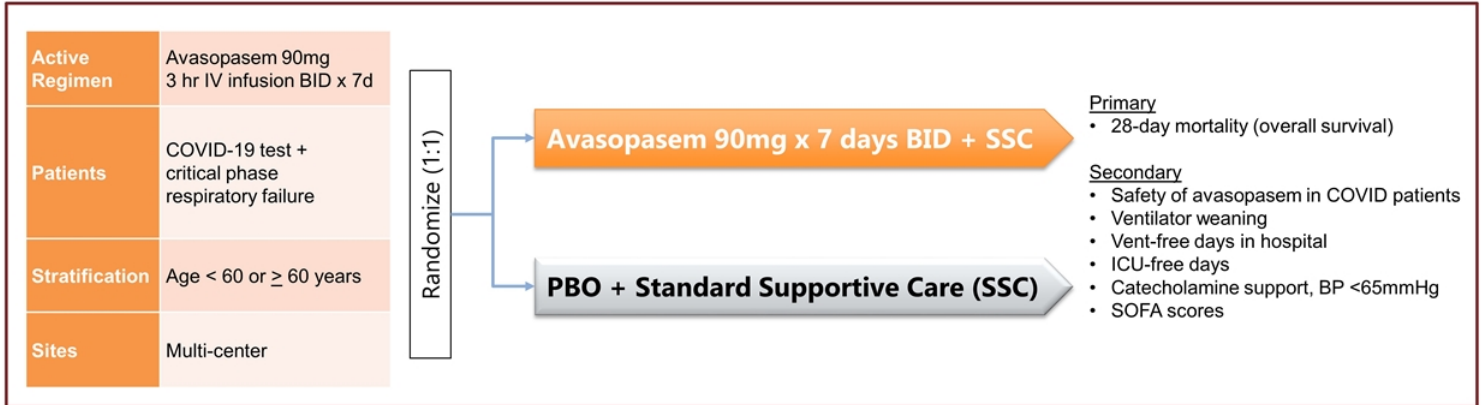 Active
Regimen
Avasopasem 90mg
3 hr IV infusion BID x 7d
Patients
COVID-19 test +
critical phase
respiratory failure
Stratification
Age < 60 or ≥ 60 years
Sites
Multi-center
Randomize (1:1)
Avasopasem 90mg x 7 days BID + SSC
PBO + Standard Supportive Care (SSC)
Primary
• 28-day mortality (overall survival)
Secondary
• Safety of avasopasem in COVID patients
• Ventilator weaning
• Vent-free days in hospital
• ICU-free days
• Catecholamine support, BP <65mmHg
• SOFA scores